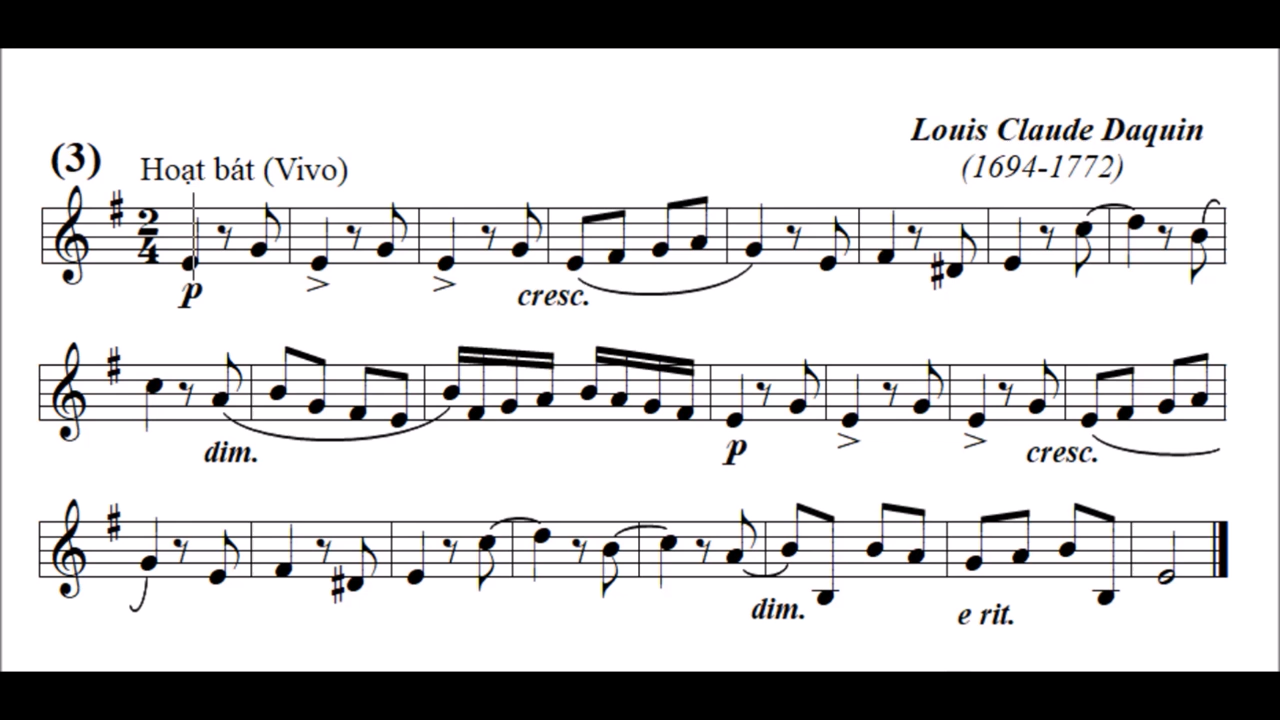 Louis Claude Daquin
(3)
Hoạt bát (Vivo)
(1694-1772)
2
4
p
cresc.
dim.
p
cresc.
dim.
e rit.